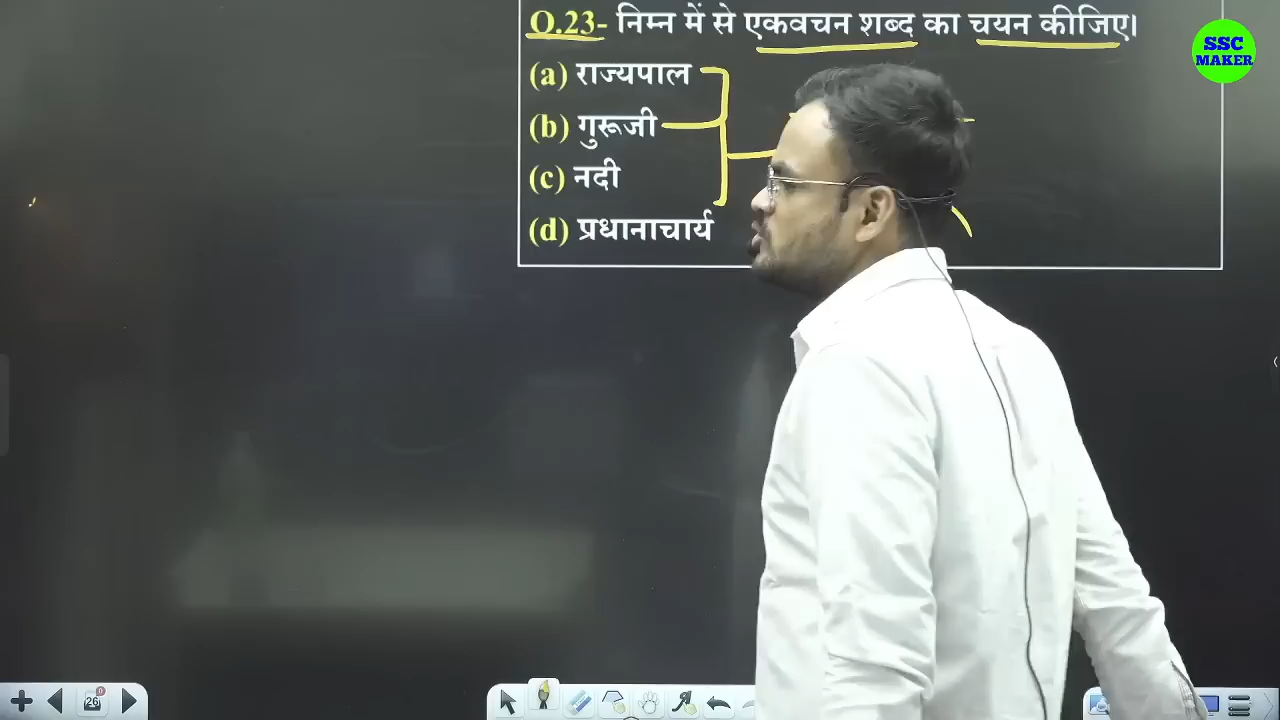 Q.23- निम्न में से एकवचन शब्द का चयन कीजिए।
(a) राज्यपाल
(b) गुरूजी
(c) नदी
(d) प्रधानाचार्य
SSC
MAKER
26